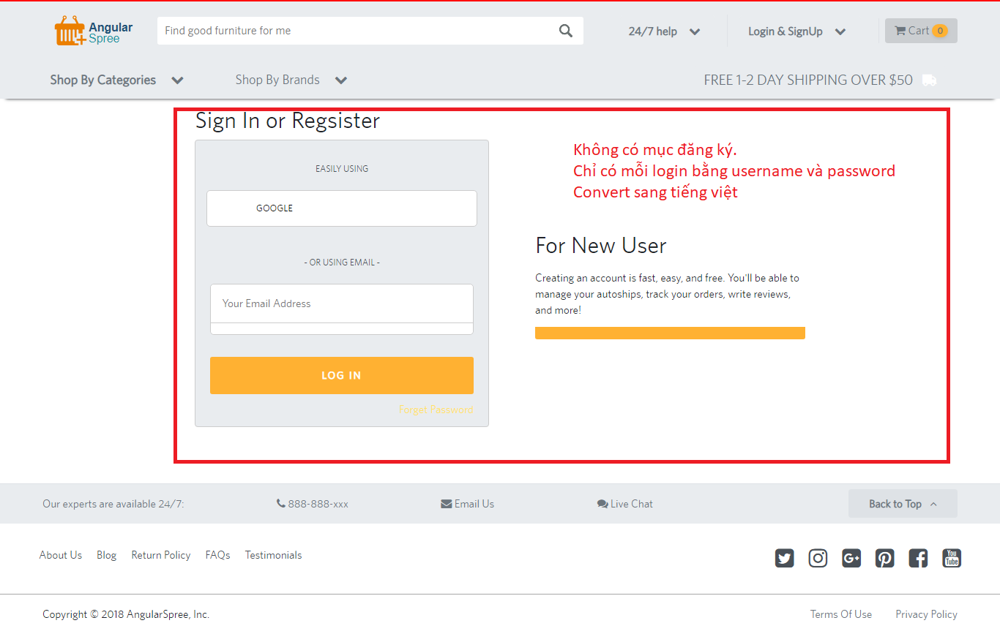 Angular
Spree
Find good furniture for me
24/7 help
Login & SignUp
Cart 0
Shop By Categories
Shop By Brands
FREE 1-2 DAY SHIPPING OVER $50
Sign In or Regsister
EASILY USING
GOOGLE
- OR USING EMAIL -
Your Email Address
LOG IN
Forget Password
Không có mục đăng ký.
Chỉ có mỗi login bằng username và password
Convert sang tiếng việt
For New User
Creating an account is fast, easy, and free. You'll be able to
manage your autoships, track your orders, write reviews,
and more!
Our experts are available 24/7:
888-888-xxx
Email Us
Live Chat
Back to Top
About Us
Blog
Return Policy
FAQs
Testimonials
You
Tube
Copyright © 2018 AngularSpree, Inc.
Terms Of Use
Privacy Policy